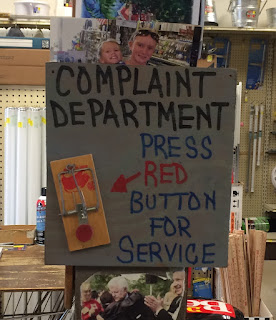 COMPLAINT
DEPARTMENT
PRESS
RED
BUTTON
FOR
SERVICE